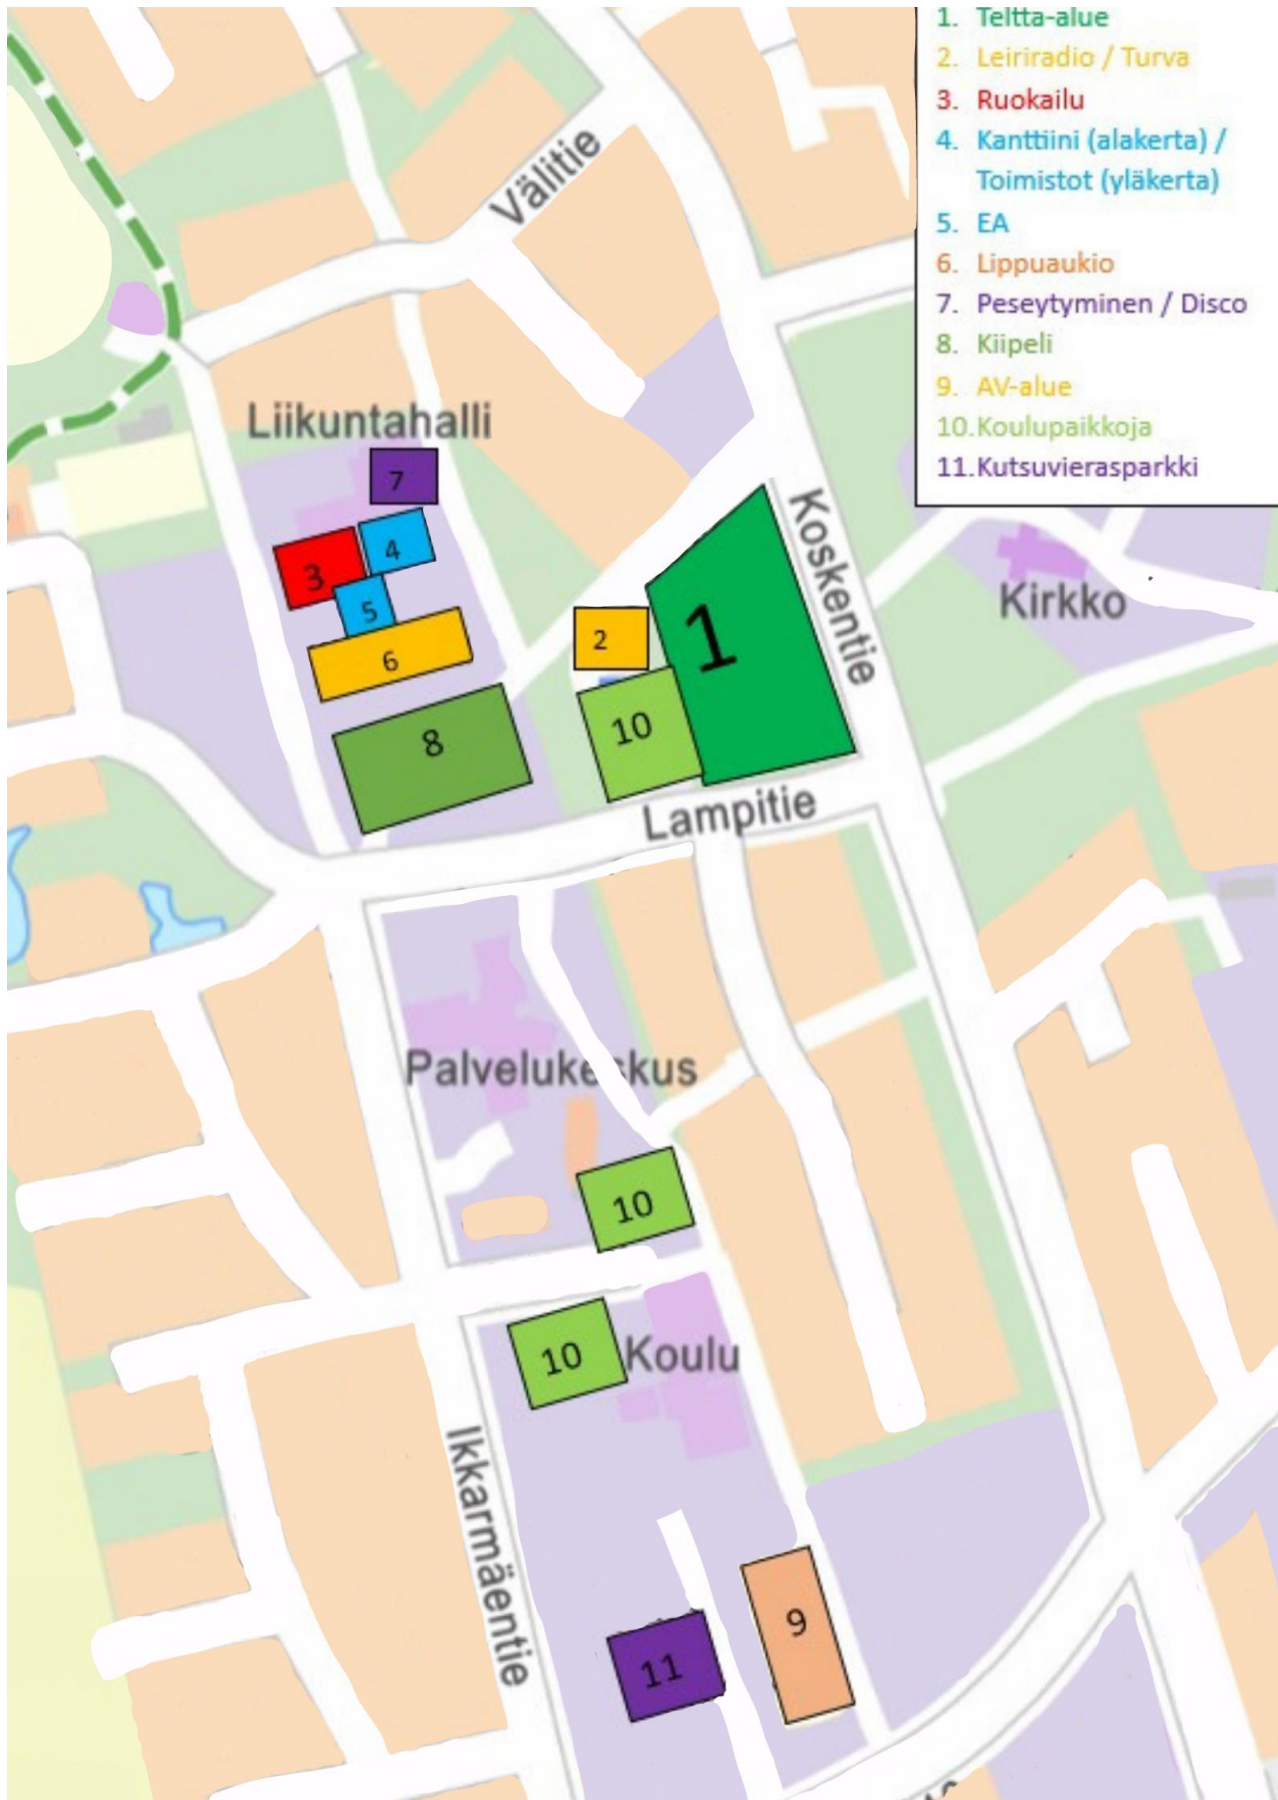 1. Teltta-alue
2. Leiriradio / Turva
3. Ruokailu
4. Kanttiini (alakerta) /
Toimistot (yläkerta)
5. EA
6. Lippuaukio
7. Peseytyminen / Disco
8. Kiipeli
9. AV-alue
10. Koulupaikkoja
11. Kutsuvierasparkki
Välitie
Liikuntahalli
7
Koskentie
4
3
5
Kirkko
2
1
6
10
8
Lampitie
Palvelukeskus
10
10
Koulu
Ikkarmäentie
9
11